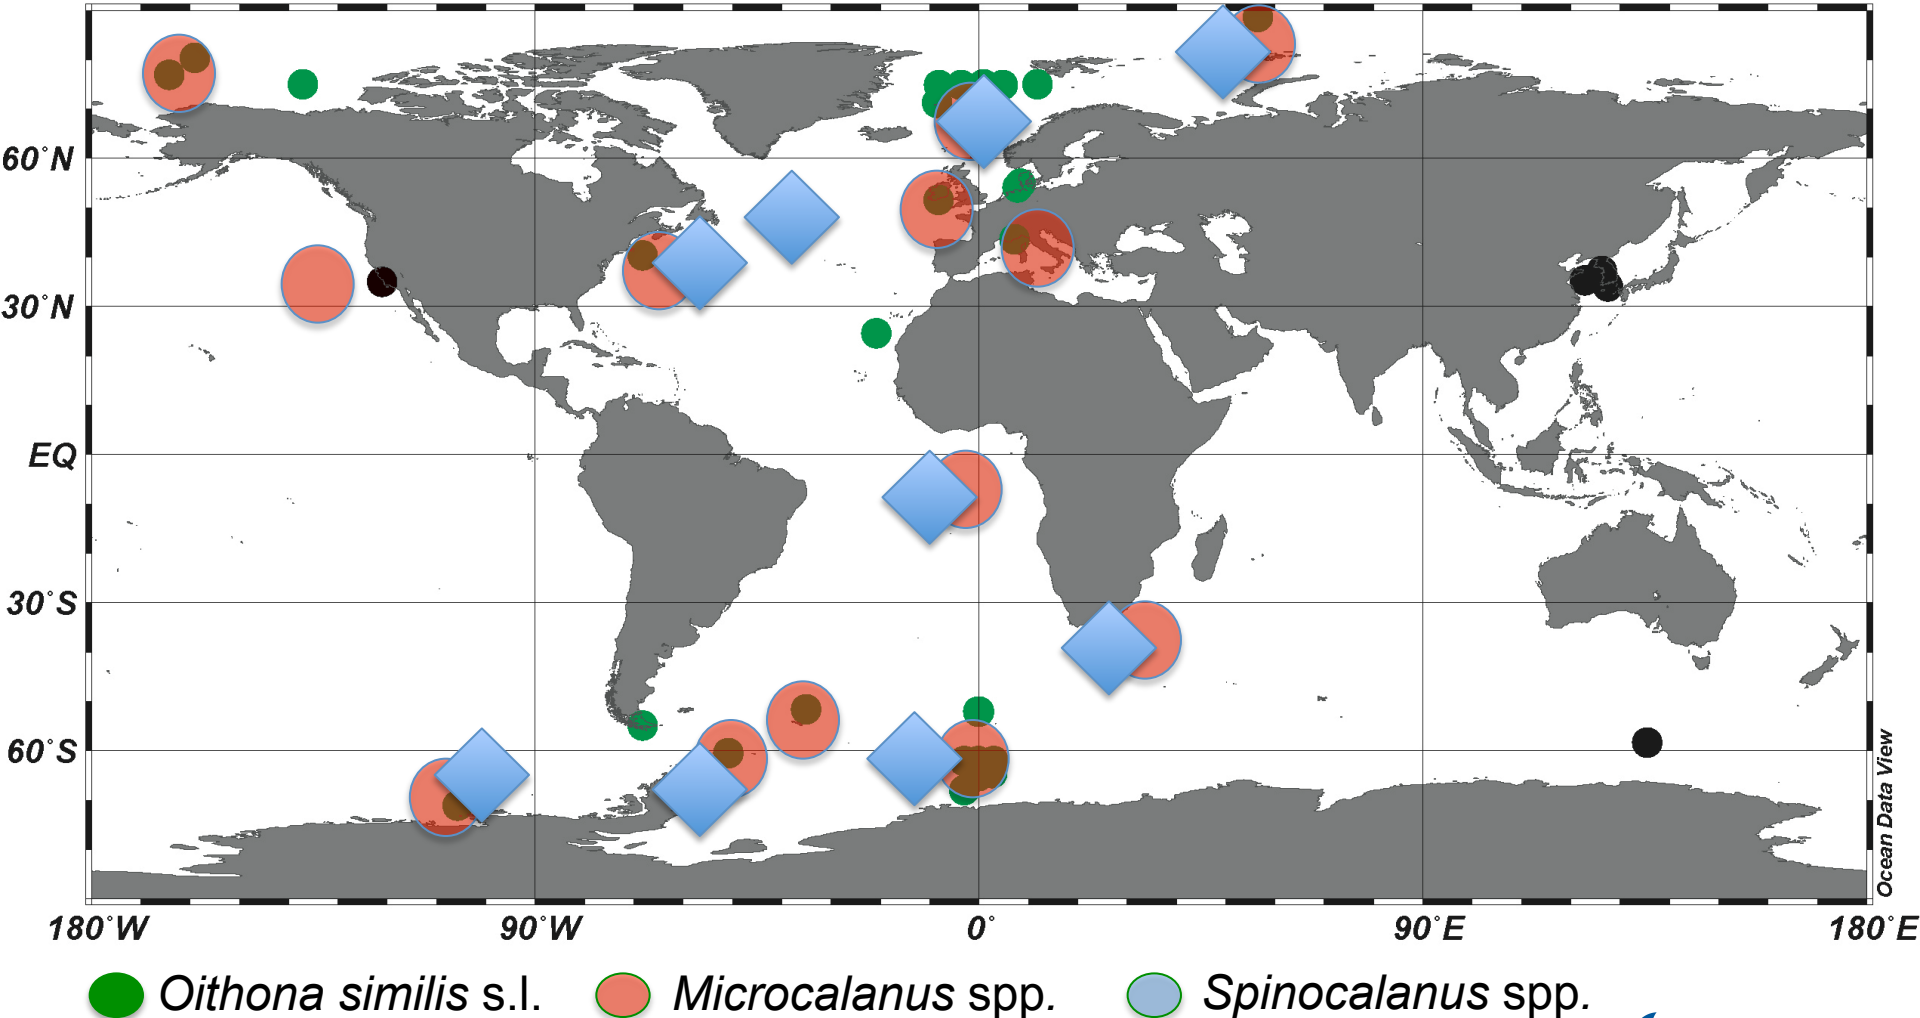 60˚N
30˚N
EQ
30˚S
60˚S
Ocean Data View
180˚W
90˚W
0˚
90˚E
180˚E
Oithona similis s.l.
Microcalanus spp.
Spinocalanus spp.